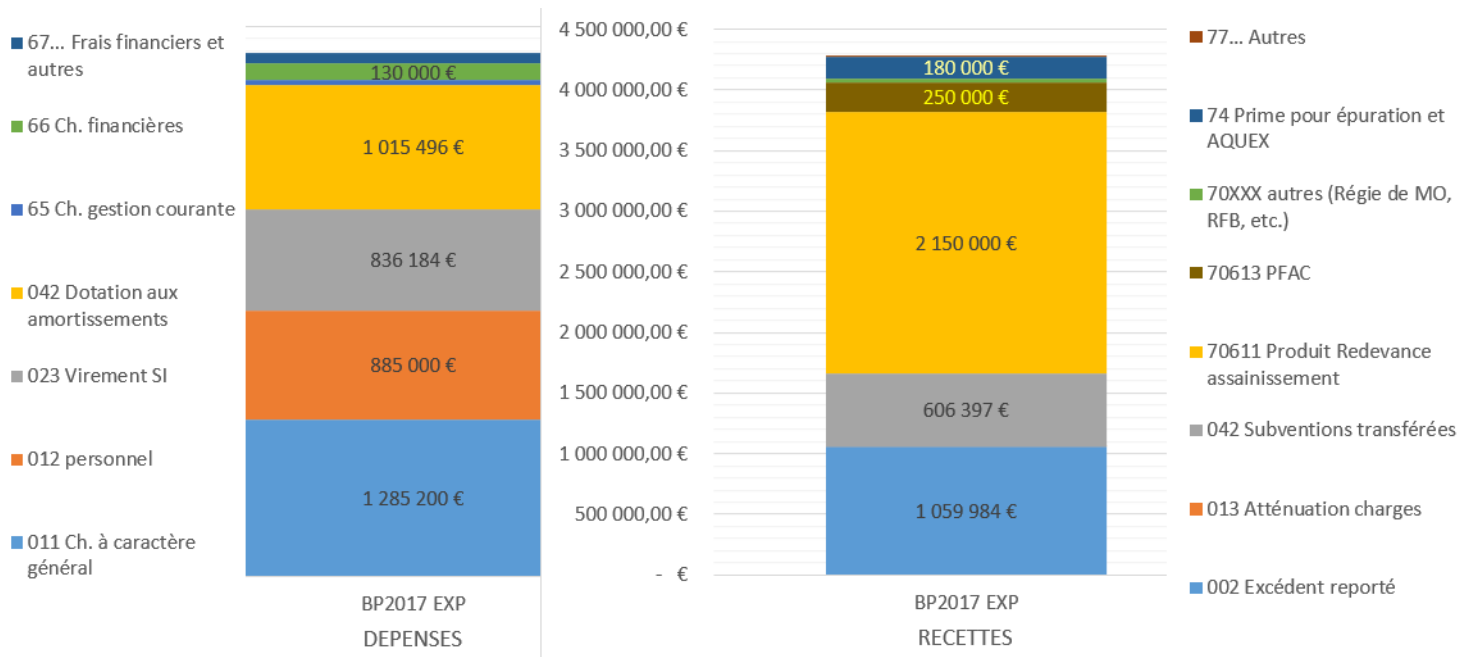 67... Frais financiers et
autres
66 Ch. financières
65 Ch. gestion courante
042 Dotation aux
amortissements
023 Virement SI
012 personnel
011 Ch. à caractère
général
130 000 €
1 015 496 €
836 184 €
885 000 €
1 285 200 €
BP2017 EXP
DEPENSES
4 500 000,00 €
4 000 000,00 €
3 500 000,00 €
3 000 000,00 €
2 500 000,00 €
2 000 000,00 €
1 500 000,00 €
1 000 000,00 €
500 000,00 €
- €
180 000 €
250 000 €
2 150 000 €
606 397 €
1 059 984 €
BP2017 EXP
RECETTES
77... Autres
74 Prime pour épuration et
AQUEX
70XXX autres (Régie de MO,
RFB, etc.)
70613 PFAC
70611 Produit Redevance
assainissement
042 Subventions transférées
013 Atténuation charges
002 Excédent reporté